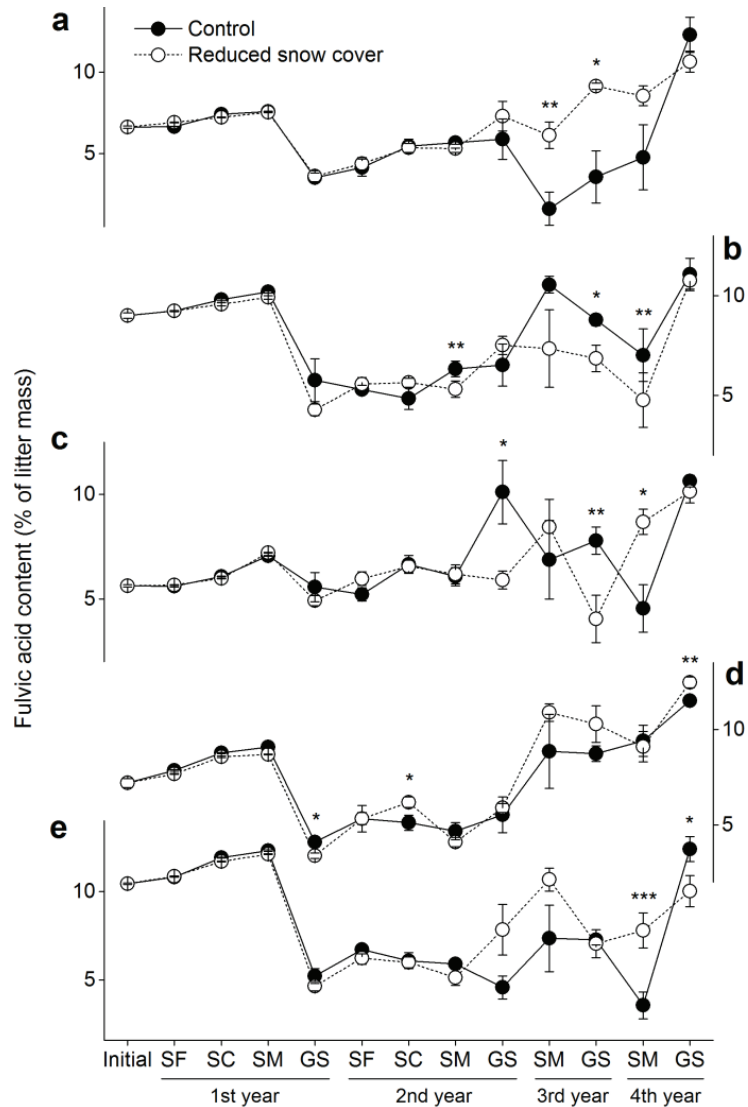 a
Control
Reduced snow cover
10
**
*
5
b
10
*
**
**
5
c
*
10
**
*
5
Fulvic acid content (% of litter mass)
d
**
10
*
*
5
e
*
10
***
5
Initial SF SC SM GS SF SC SM GS SM GS SM GS
1st year 2nd year 3rd year 4th year